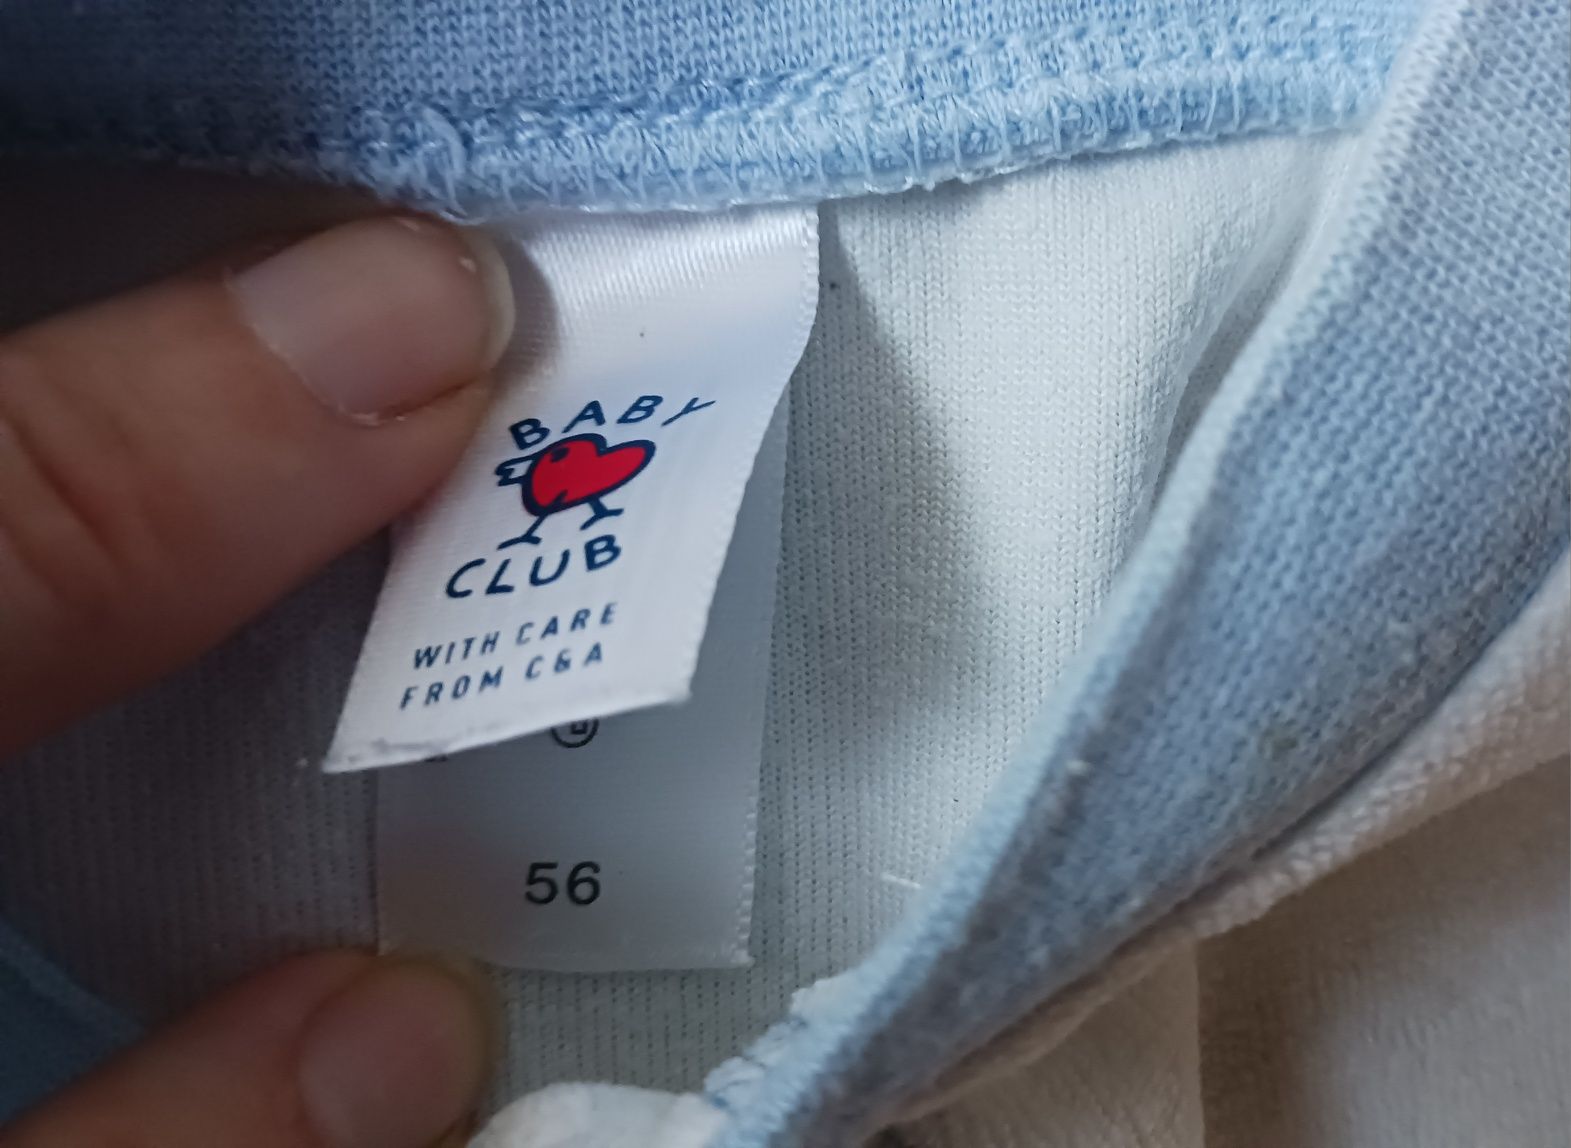 BABY
CLUB
WITH CARE
FROM C&A
56